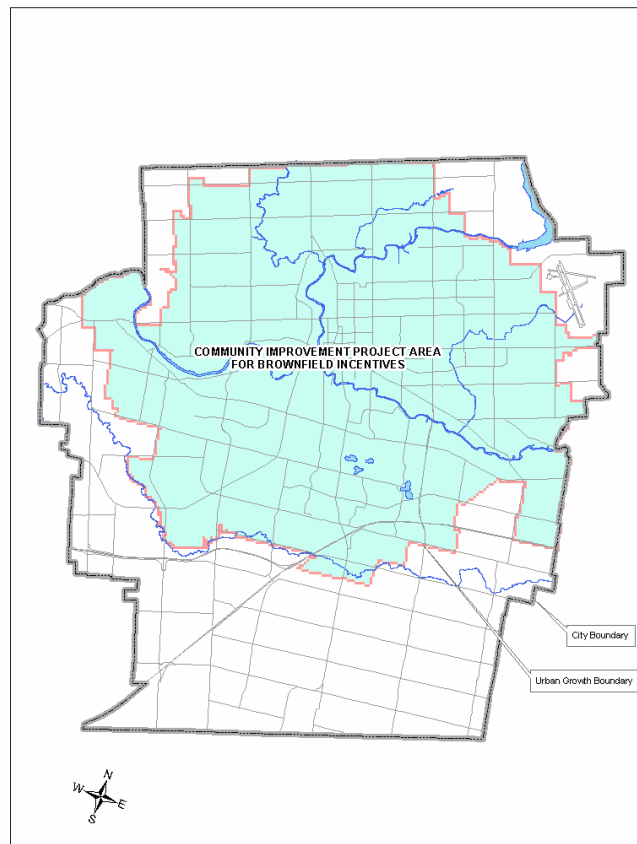 COMMUNITY IMPROVEMENT PROJECT AREA
FOR BROWNFIELD INCENTIVES
City Boundary
Urban Growth Boundary
N
W
E
S